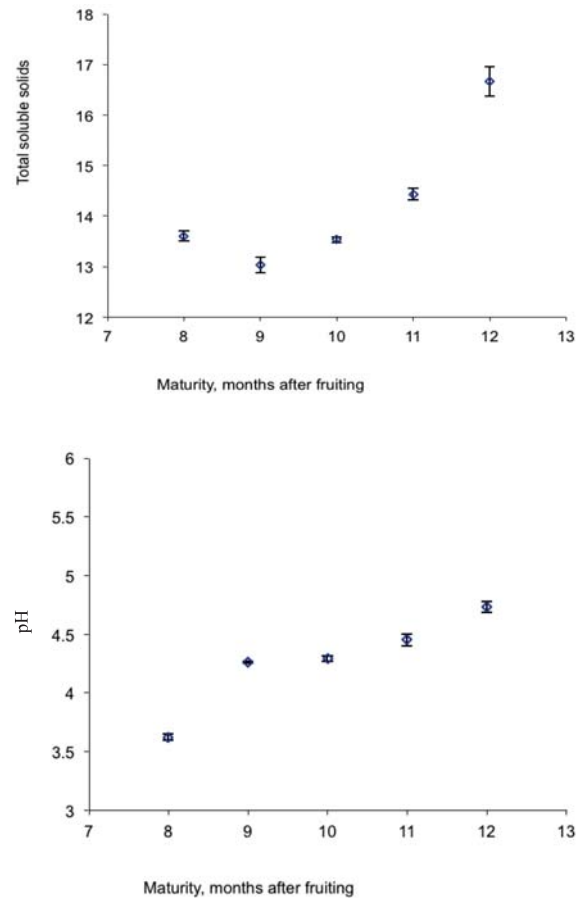 18
17
16
15
14
13
12
Total soluble solids
7 8 9 10 11 12 13
Maturity, months after fruiting
6
5.5
5
4.5
4
3.5
3
pH
7 8 9 10 11 12 13
Maturity, months after fruiting